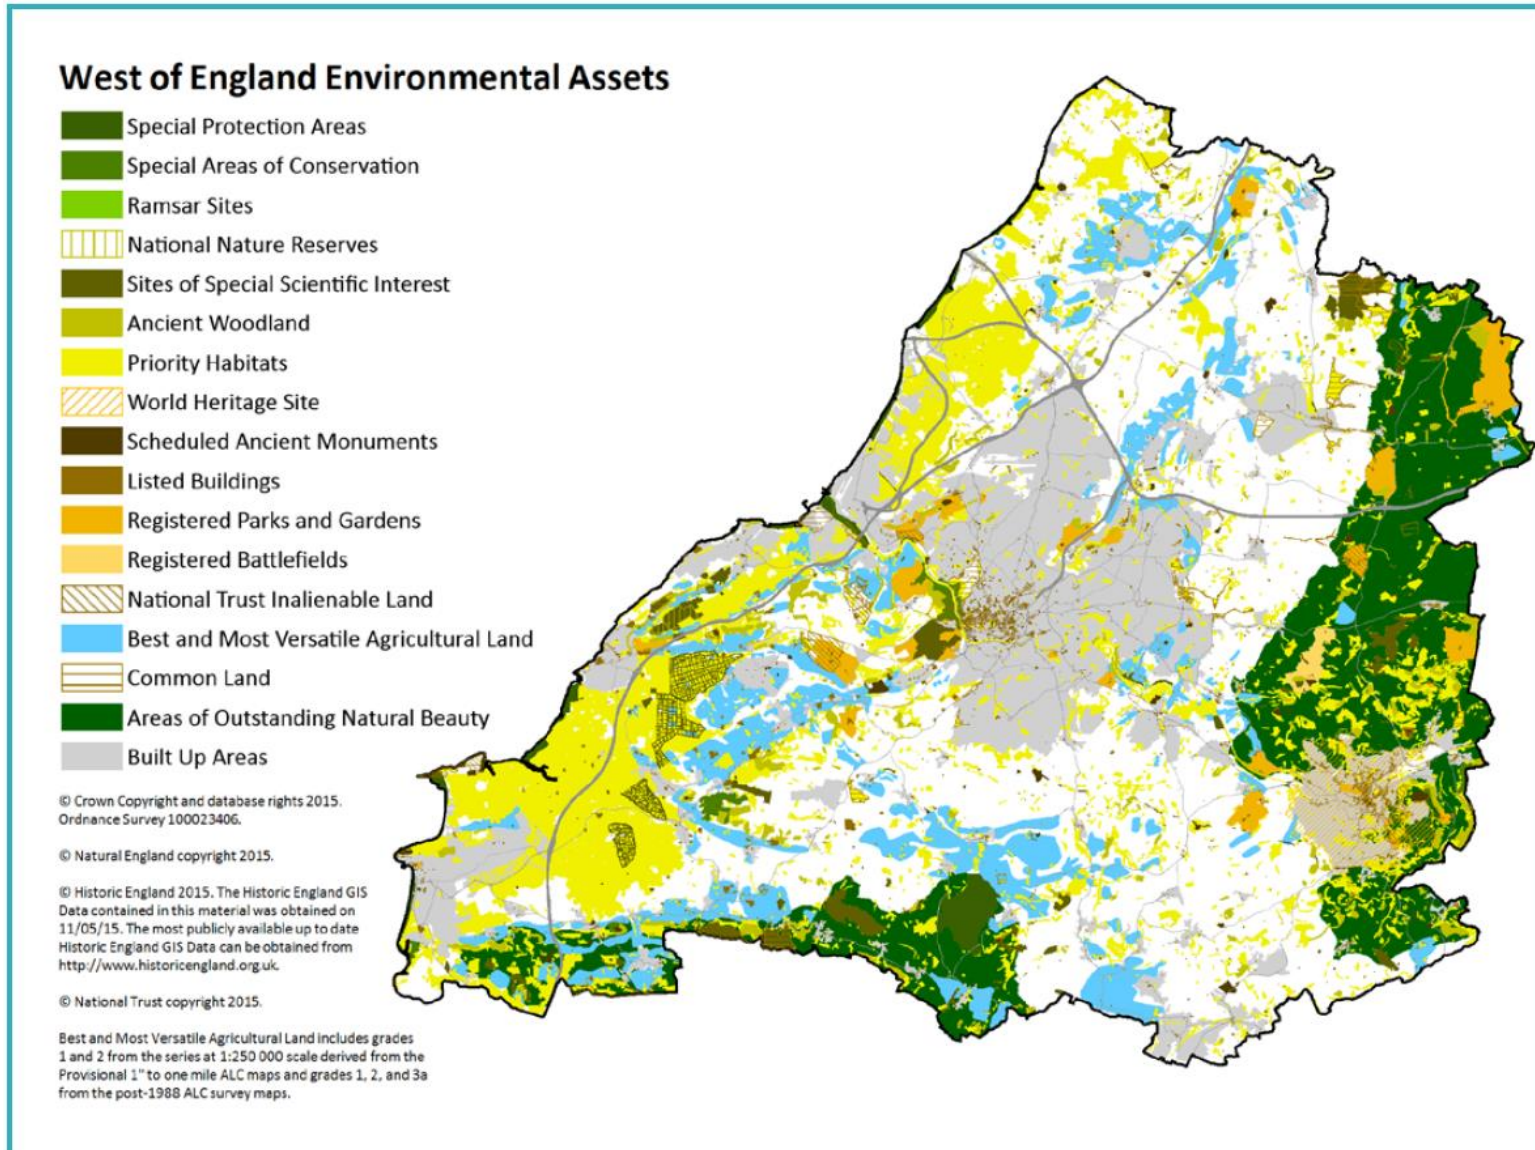 West of England Environmental Assets
Special Protection Areas
Special Areas of Conservation
Ramsar Sites
National Nature Reserves
Sites of Special Scientific Interest
Ancient Woodland
Priority Habitats
World Heritage Site
Scheduled Ancient Monuments
Listed Buildings
Registered Parks and Gardens
Registered Battlefields
National Trust Inalienable Land
Best and Most Versatile Agricultural Land
Common Land
Areas of Outstanding Natural Beauty
Built Up Areas
© Crown Copyright and database rights 2015.
Ordnance Survey 100023406.
© Natural England copyright 2015.
© Historic England 2015. The Historic England GIS
Data contained in this material was obtained on
11/05/15. The most publicly available up to date
Historic England GIS Data can be obtained from
http://www.historicengland.org.uk.
© National Trust copyright 2015.
Best and Most Versatile Agricultural Land includes grades
1 and 2 from the series at 1:250 000 scale derived from the
Provisional 1" to one mile ALC maps and grades 1, 2, and 3a
from the post-1988 ALC survey maps.